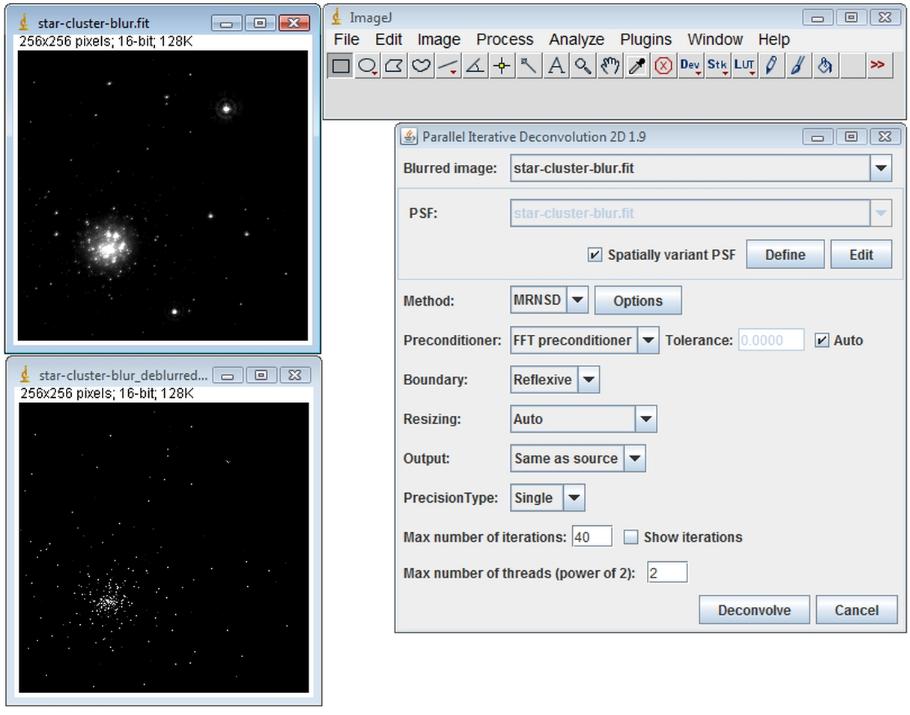 star-cluster-blur.fit
256x256 pixels; 16-bit; 128K
ImageJ
File Edit Image Process Analyze Plugins Window Help
A Dev Stk LUT >>
Parallel Iterative Deconvolution 2D 1.9
Blurred image: star-cluster-blur.fit
PSF: star-cluster-blur.fit
Spatially variant PSF Define Edit
Method: MRNSD Options
Preconditioner: FFT preconditioner Tolerance: 0.0000 Auto
Boundary: Reflexive
Resizing: Auto
Output: Same as source
PrecisionType: Single
Max number of iterations: 40 Show iterations
Max number of threads (power of 2): 2
Deconvolve Cancel
star-cluster-blur_deblurred...
256x256 pixels; 16-bit; 128K